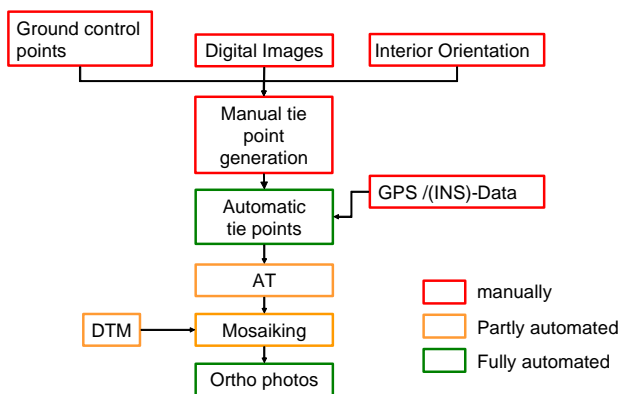 Ground control
points
Digital Images
Interior Orientation
Manual tie
point
generation
GPS /(INS)-Data
Automatic
tie points
AT
manually
DTM
Mosaiking
Partly automated
Ortho photos
Fully automated